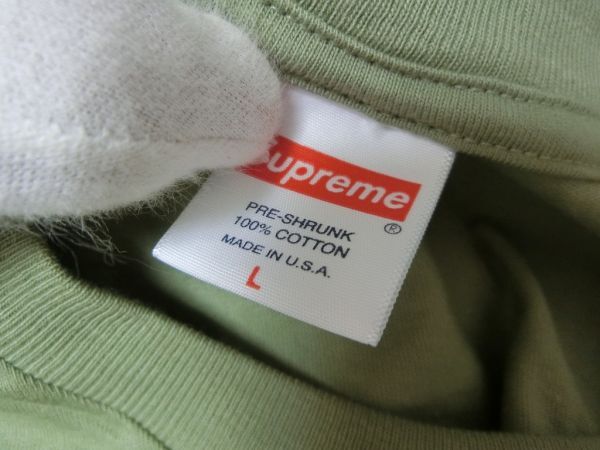 Supreme
®
PRE-SHRUNK
100% COTTON
MADE IN U.S.A.
L